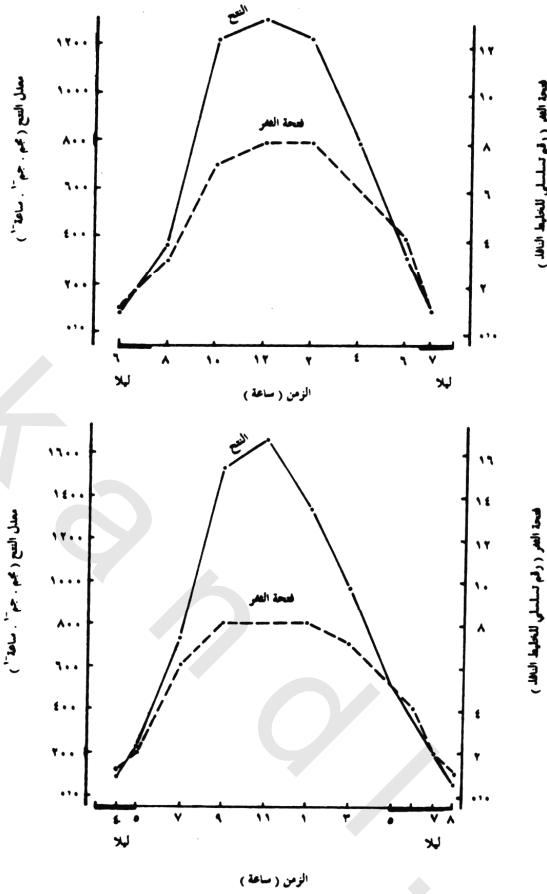 النتح
١٢٠٠
١٠٠٠
٨٠٠
٦٠٠
٤٠٠
٢٠٠
٥١٥
معدل النتح ( مجم . جم⁻¹ . ساعة⁻¹ )
فتحة الثغر
١٢
١٠
٨
٦
٤
٢
٥١٥
فتحة الثغر ( رقم تسلسلي للخليط النافذ )
٦ ٨ ١٠ ١٢ ٢ ٤ ٦ ٧
ليلا ليلا
الزمن ( ساعة )
النتح
١٦٠٠
١٤٠٠
١٢٠٠
١٠٠٠
٨٠٠
٦٠٠
٤٠٠
٢٠٠
٥١٥
معدل النتح ( مجم . جم⁻¹ . ساعة⁻¹ )
فتحة الثغر
١٦
١٤
١٢
١٠
٨
٤
٢
٥١٥
فتحة الثغر ( رقم تسلسلي للخليط النافذ )
٤ ٥ ٧ ٩ ١١ ١ ٣ ٥ ٧ ٨
ليلا ليلا
الزمن ( ساعة )
k a n d l